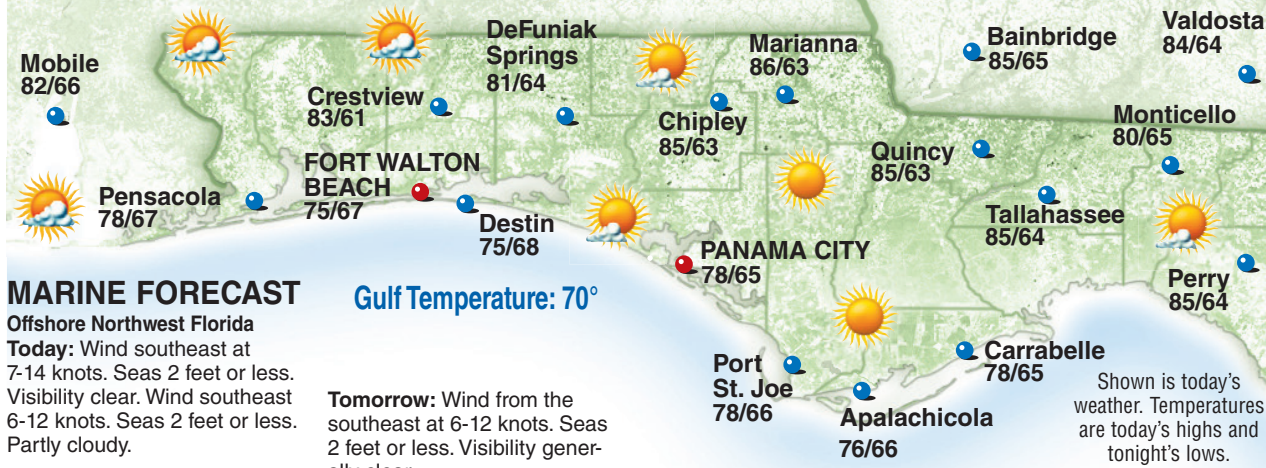 Mobile
82/66
Crestview
83/61
DeFuniak
Springs
81/64
Marianna
86/63
Chipley
85/63
Bainbridge
85/65
Valdosta
84/64
Monticello
80/65
Quincy
85/63
Tallahassee
85/64
Perry
85/64
Pensacola
78/67
FORT WALTON
BEACH
75/67
Destin
75/68
PANAMA CITY
78/65
Port
St. Joe
78/66
Apalachicola
76/66
Carrabelle
78/65
Gulf Temperature: 70°
MARINE FORECAST
Offshore Northwest Florida
Today: Wind southeast at
7-14 knots. Seas 2 feet or less.
Visibility clear. Wind southeast
6-12 knots. Seas 2 feet or less.
Partly cloudy.
Tomorrow: Wind from the
southeast at 6-12 knots. Seas
2 feet or less. Visibility gener-
ally clear.
Shown is today's
weather. Temperatures
are today's highs and
tonight's lows.